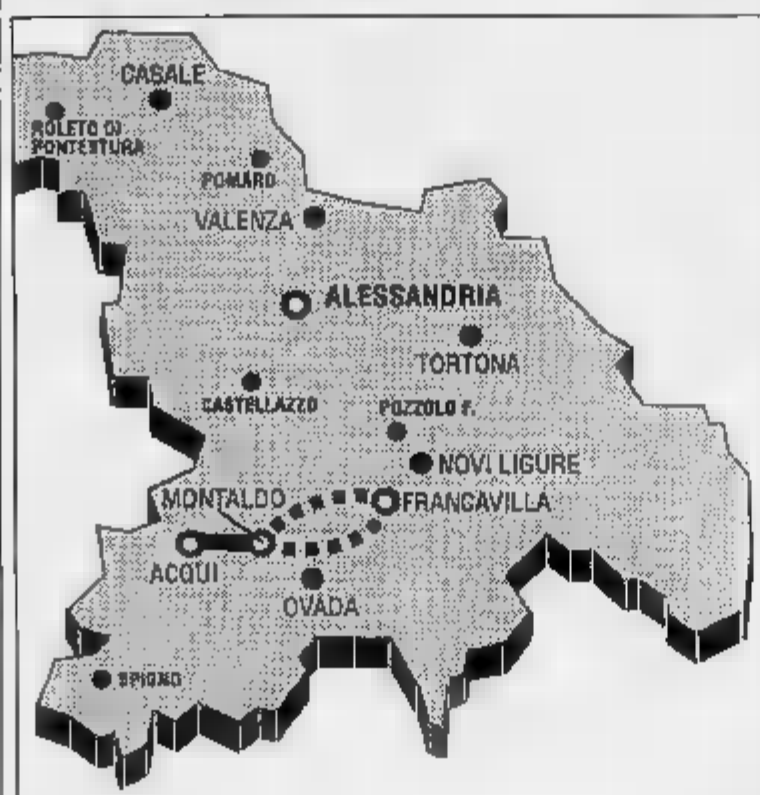 CASALE
ROLETO DI
PONTESTURA
POMARO
VALENZA
ALESSANDRIA
TORTONA
CASTELLAZZO
POZZOLO F.
NOVI LIGURE
MONTALDO
FRANCAVILLA
ACQUI
OVADA
SPIGNO